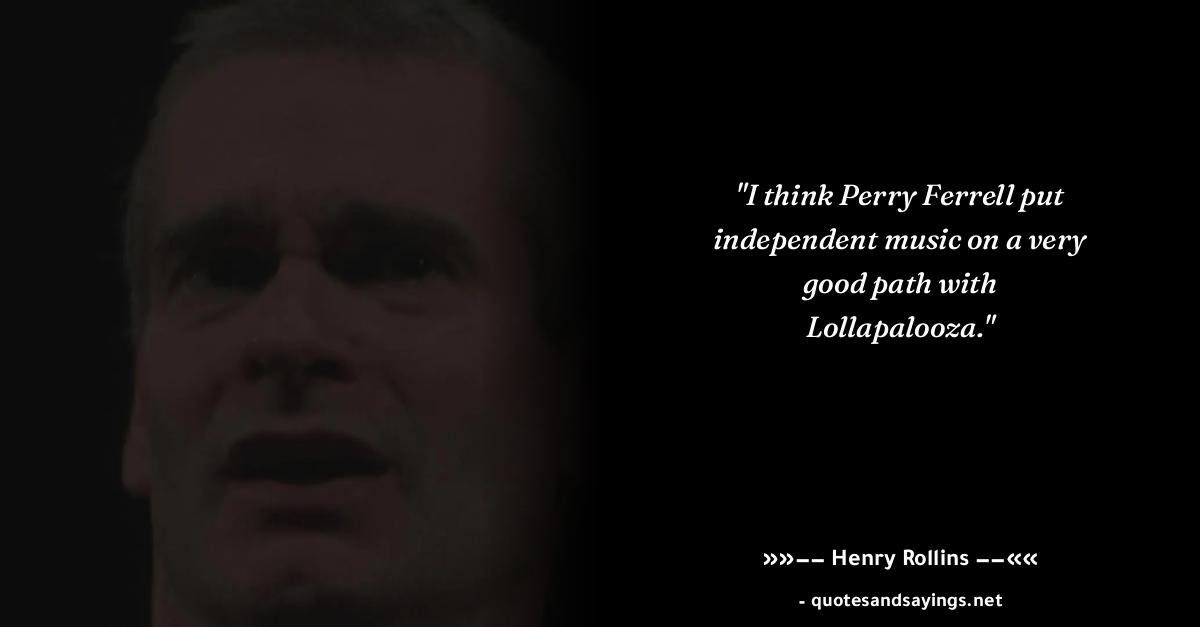 "I think Perry Ferrell put
independent music on a very
good path with
Lollapalooza."
»»−− Henry Rollins −−««
- quotesandsayings.net